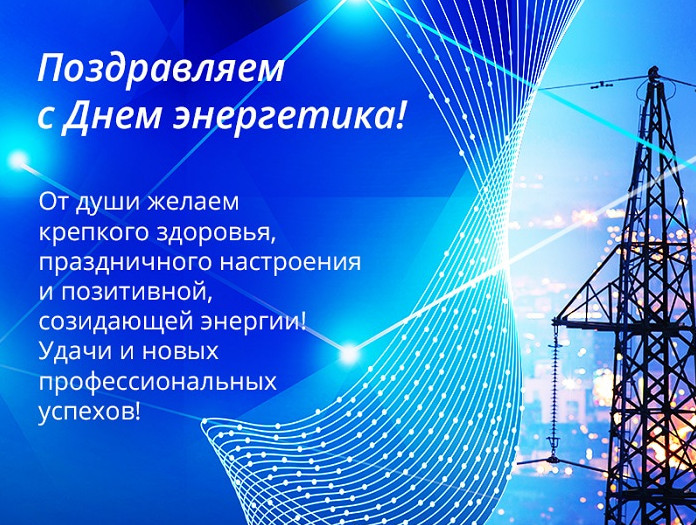 Поздравляем
с Днем энергетика!
От души желаем
крепкого здоровья,
праздничного настроения
и позитивной,
созидающей энергии!
Удачи и новых
профессиональных
успехов!